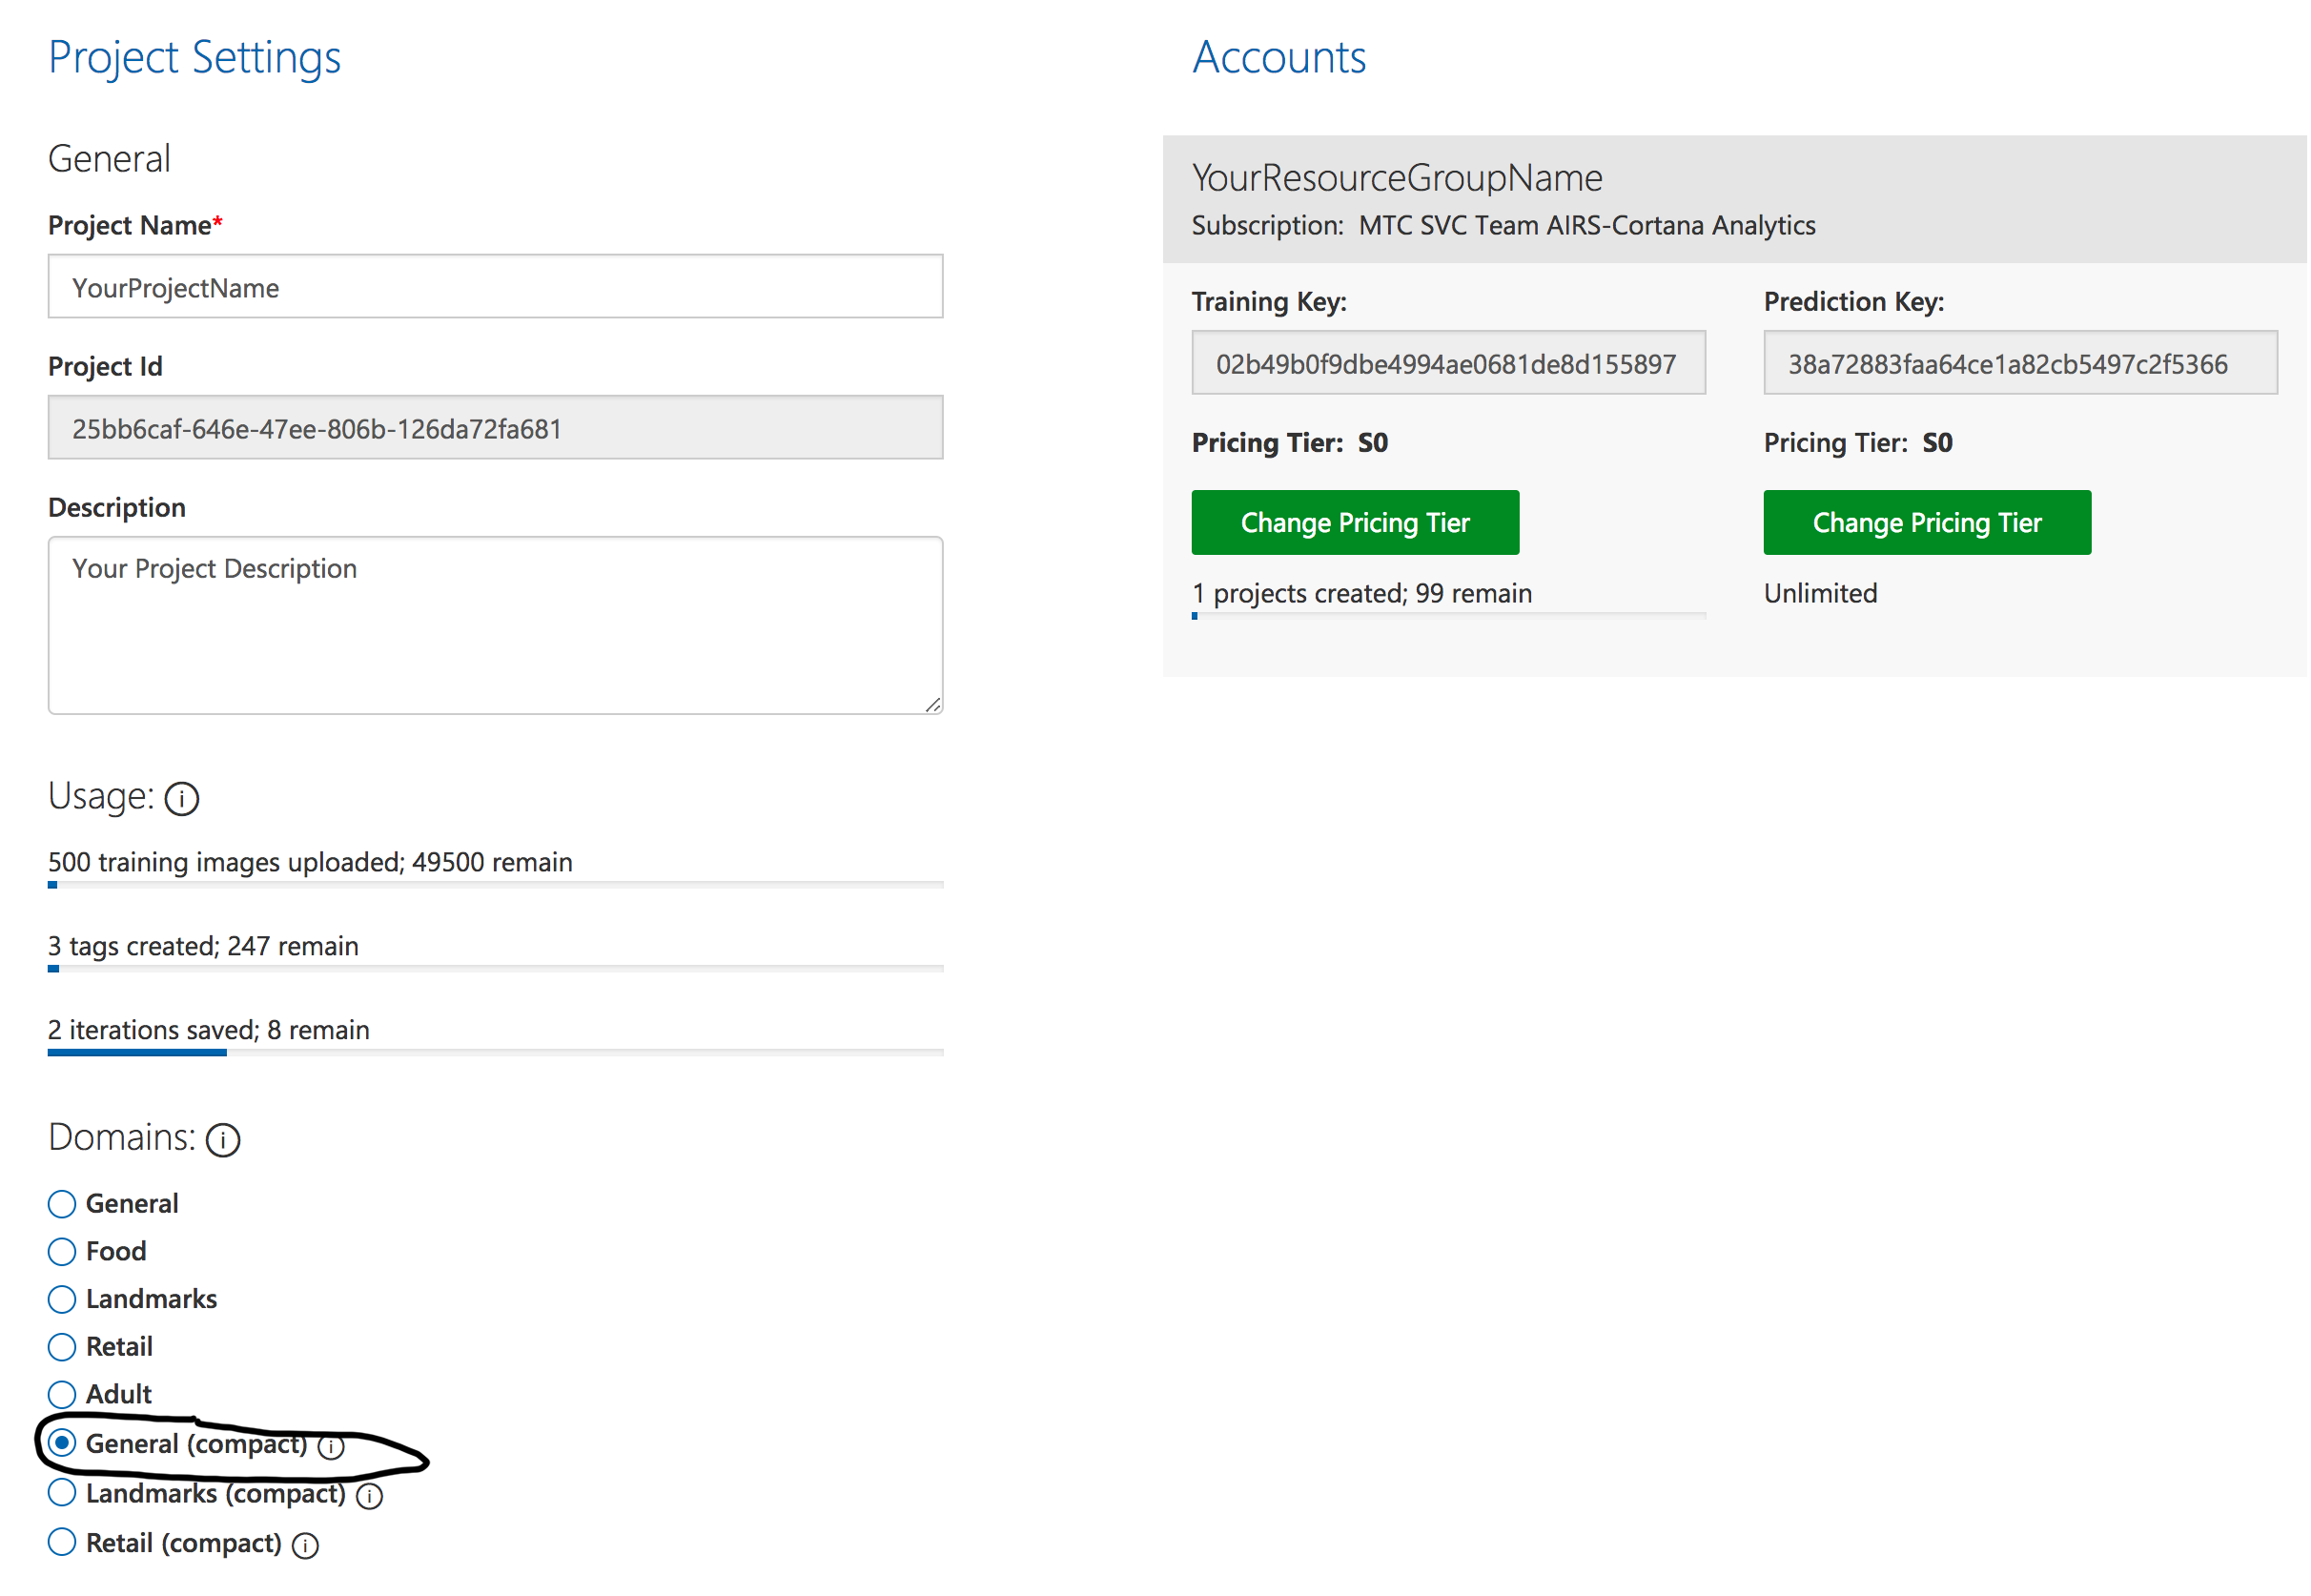 Project Settings
General
Project Name*
YourProjectName
Project Id
25bb6caf-646e-47ee-806b-126da72fa681
Description
Your Project Description
Usage:
500 training images uploaded; 49500 remain
3 tags created; 247 remain
2 iterations saved; 8 remain
Domains:
General
Food
Landmarks
Retail
Adult
General (compact)
Landmarks (compact)
Retail (compact)
Accounts
YourResourceGroupName
Subscription: MTC SVC Team AIRS-Cortana Analytics
Training Key:
02b49b0f9dbe4994ae0681de8d155897
Pricing Tier: S0
Change Pricing Tier
1 projects created; 99 remain
Prediction Key:
38a72883faa64ce1a82cb5497c2f5366
Pricing Tier: S0
Change Pricing Tier
Unlimited